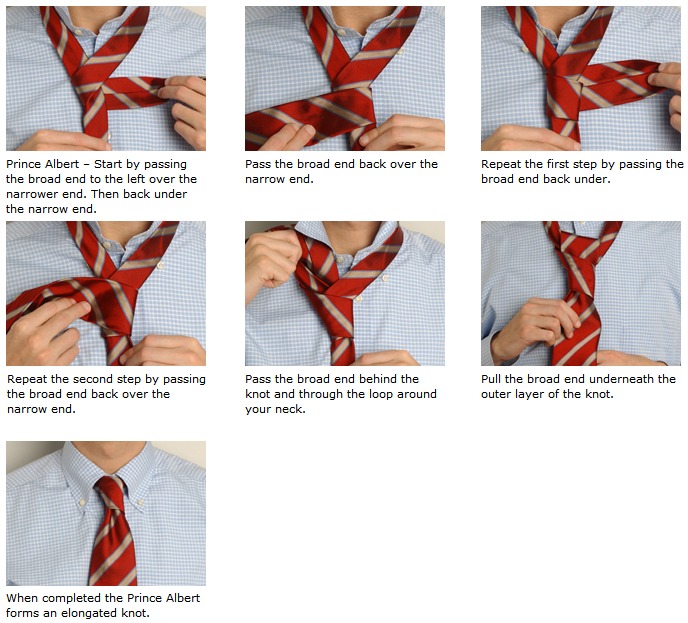 Prince Albert – Start by passing
the broad end to the left over the
narrower end. Then back under
the narrow end.
Pass the broad end back over the
narrow end.
Repeat the first step by passing the
broad end back under.
Repeat the second step by passing
the broad end back over the
narrow end.
Pass the broad end behind the
knot and through the loop around
your neck.
Pull the broad end underneath the
outer layer of the knot.
When completed the Prince Albert
forms an elongated knot.